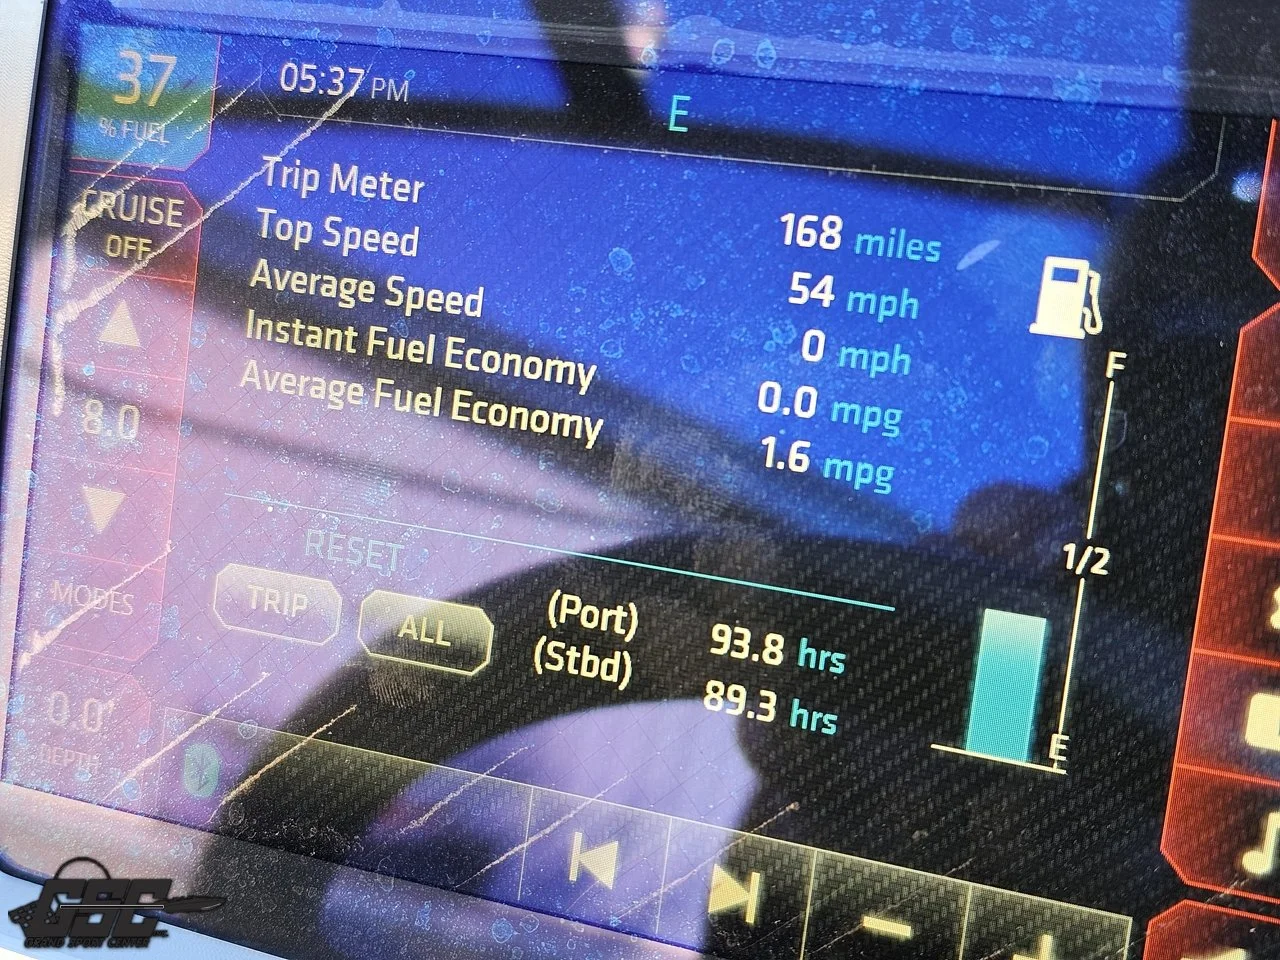 37
% FUEL
05:37 PM
E
CRUISE
OFF
8.0
MODES
0.0'
DEPTH
Trip Meter 168 miles
Top Speed 54 mph
Average Speed 0 mph
Instant Fuel Economy 0.0 mpg
Average Fuel Economy 1.6 mpg
F
1/2
E
RESET
TRIP
ALL
(Port) 93.8 hrs
(Stbd) 89.3 hrs
GSC
GRAND SPORT CENTER